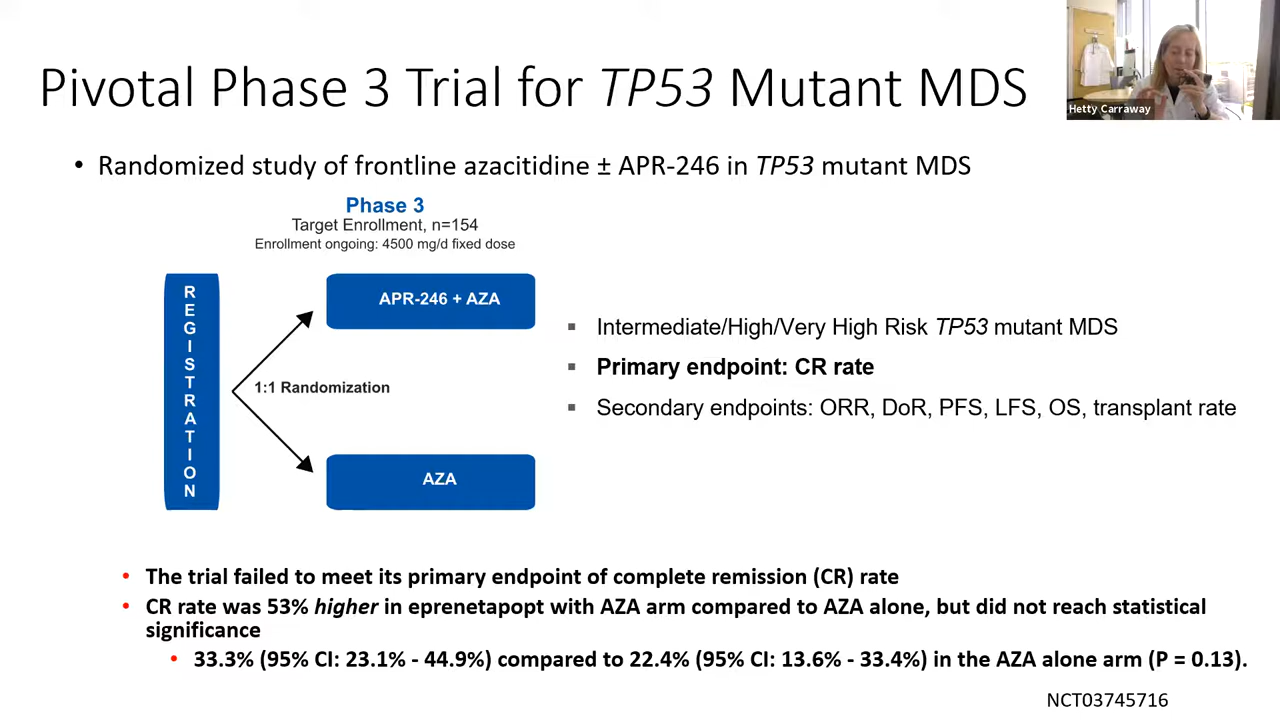 Pivotal Phase 3 Trial for TP53 Mutant MDS
Hetty Carraway
• Randomized study of frontline azacitidine ± APR-246 in TP53 mutant MDS
Phase 3
Target Enrollment, n=154
Enrollment ongoing: 4500 mg/d fixed dose
REGISTRATION
APR-246 + AZA
1:1 Randomization
AZA
▪ Intermediate/High/Very High Risk TP53 mutant MDS
▪ Primary endpoint: CR rate
▪ Secondary endpoints: ORR, DoR, PFS, LFS, OS, transplant rate
• The trial failed to meet its primary endpoint of complete remission (CR) rate
• CR rate was 53% higher in eprenetapopt with AZA arm compared to AZA alone, but did not reach statistical
significance
• 33.3% (95% CI: 23.1% - 44.9%) compared to 22.4% (95% CI: 13.6% - 33.4%) in the AZA alone arm (P = 0.13).
NCT03745716